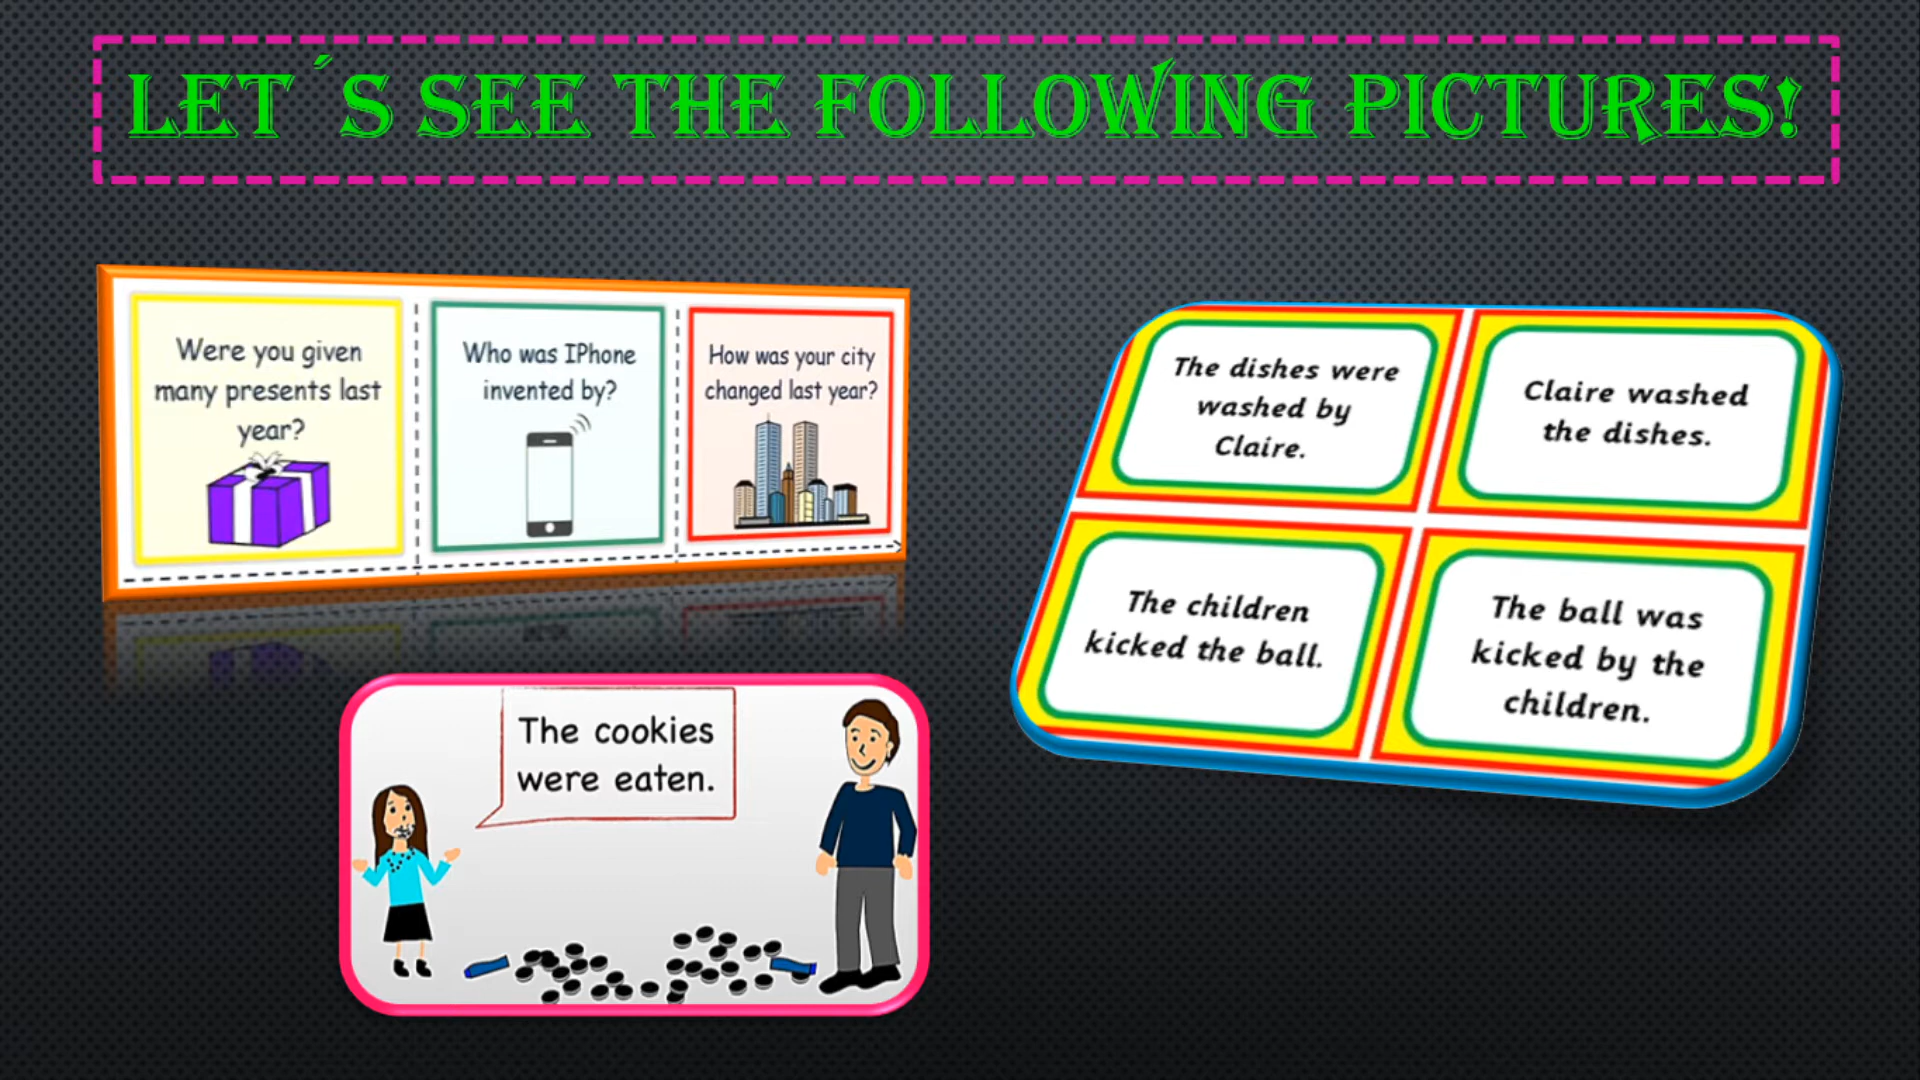 LET´S SEE THE FOLLOWING PICTURES!
Were you given
many presents last
year?
Who was IPhone
invented by?
How was your city
changed last year?
The dishes were
washed by
Claire.
Claire washed
the dishes.
The children
kicked the ball.
The ball was
kicked by the
children.
The cookies
were eaten.